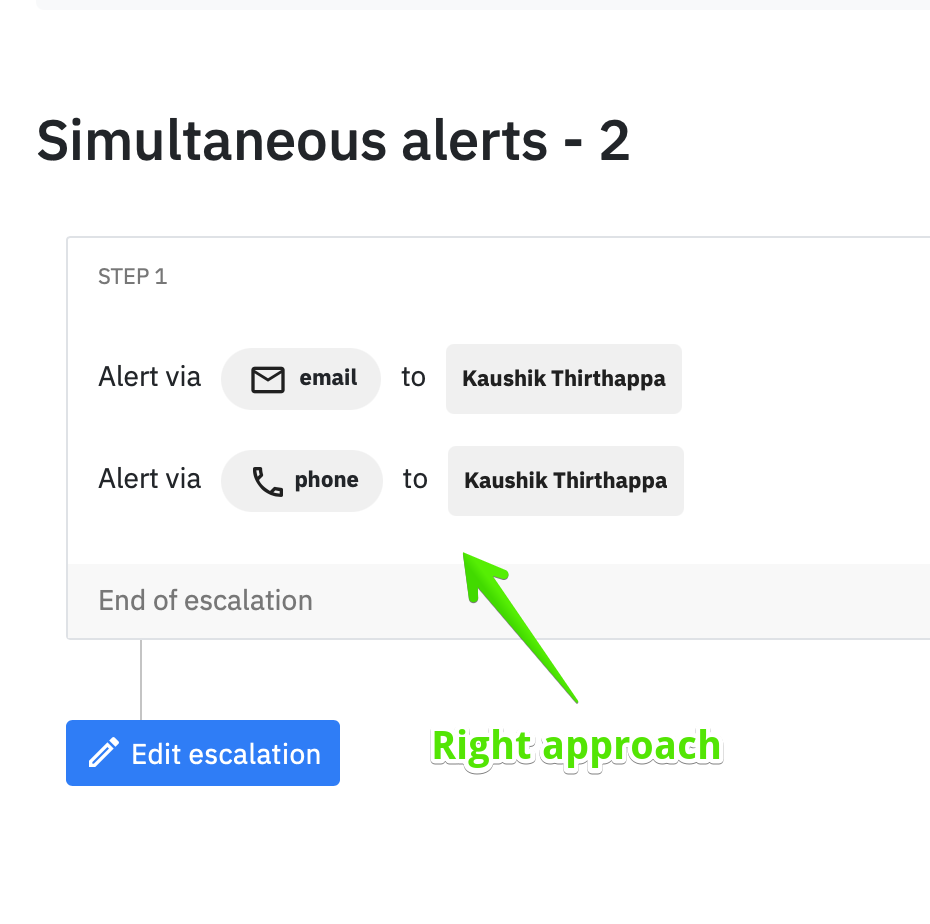 Simultaneous alerts - 2
STEP 1
Alert via email to Kaushik Thirthappa
Alert via phone to Kaushik Thirthappa
End of escalation
Edit escalation
Right approach